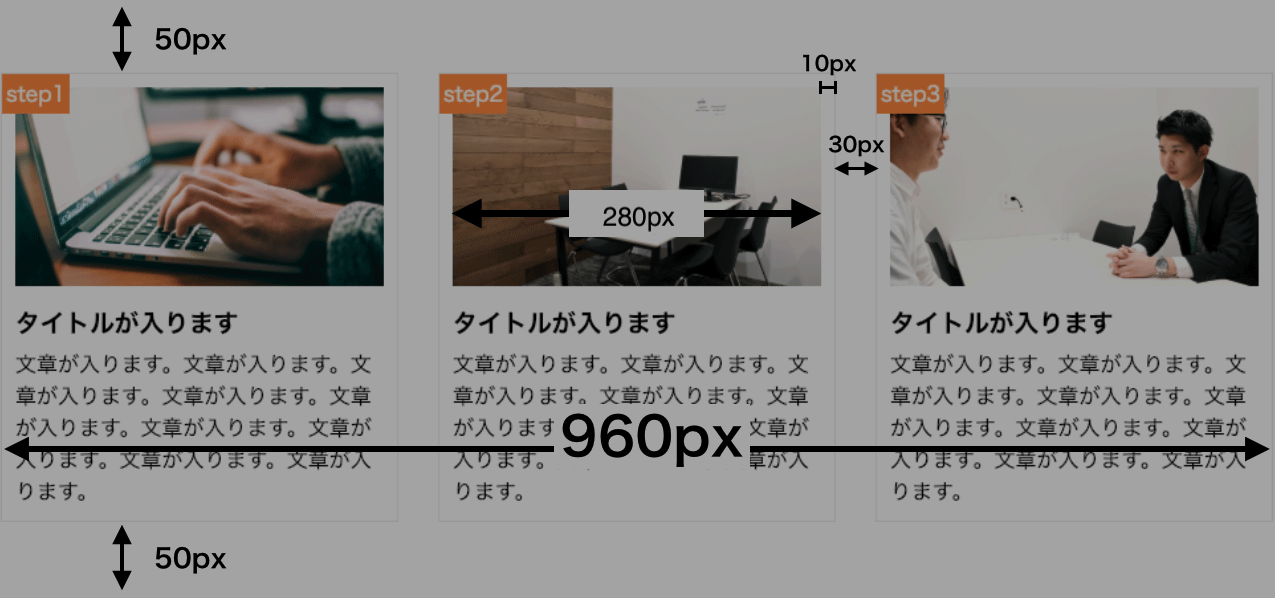 50px
10px
step1
step2
step3
30px
280px
タイトルが入ります
文章が入ります。文章が入ります。文
章が入ります。文章が入ります。文章
が入ります。文章が入ります。文章が
入ります。文章が入ります。文章が入
ります。
タイトルが入ります
文章が入ります。文章が入ります。文
章が入ります。文章が入ります。文章
が入ります 文章が
入ります。 章が入
ります。
960px
タイトルが入ります
文章が入ります。文章が入ります。文
章が入ります。文章が入ります。文章
が入ります。文章が入ります。文章が
入ります。文章が入ります。文章が入
ります。
50px